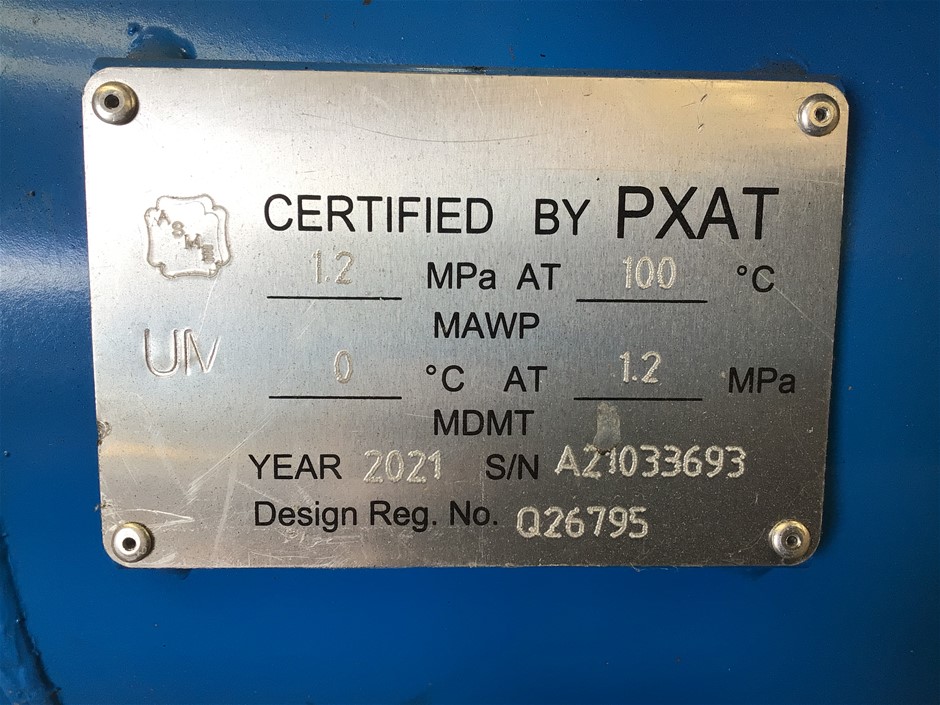 CERTIFIED BY PXAT
ASME
1.2 MPa AT 100 °C
MAWP
UM
0 °C AT 1.2 MPa
MDMT
YEAR 2021 S/N A21033693
Design Reg. No. Q26795